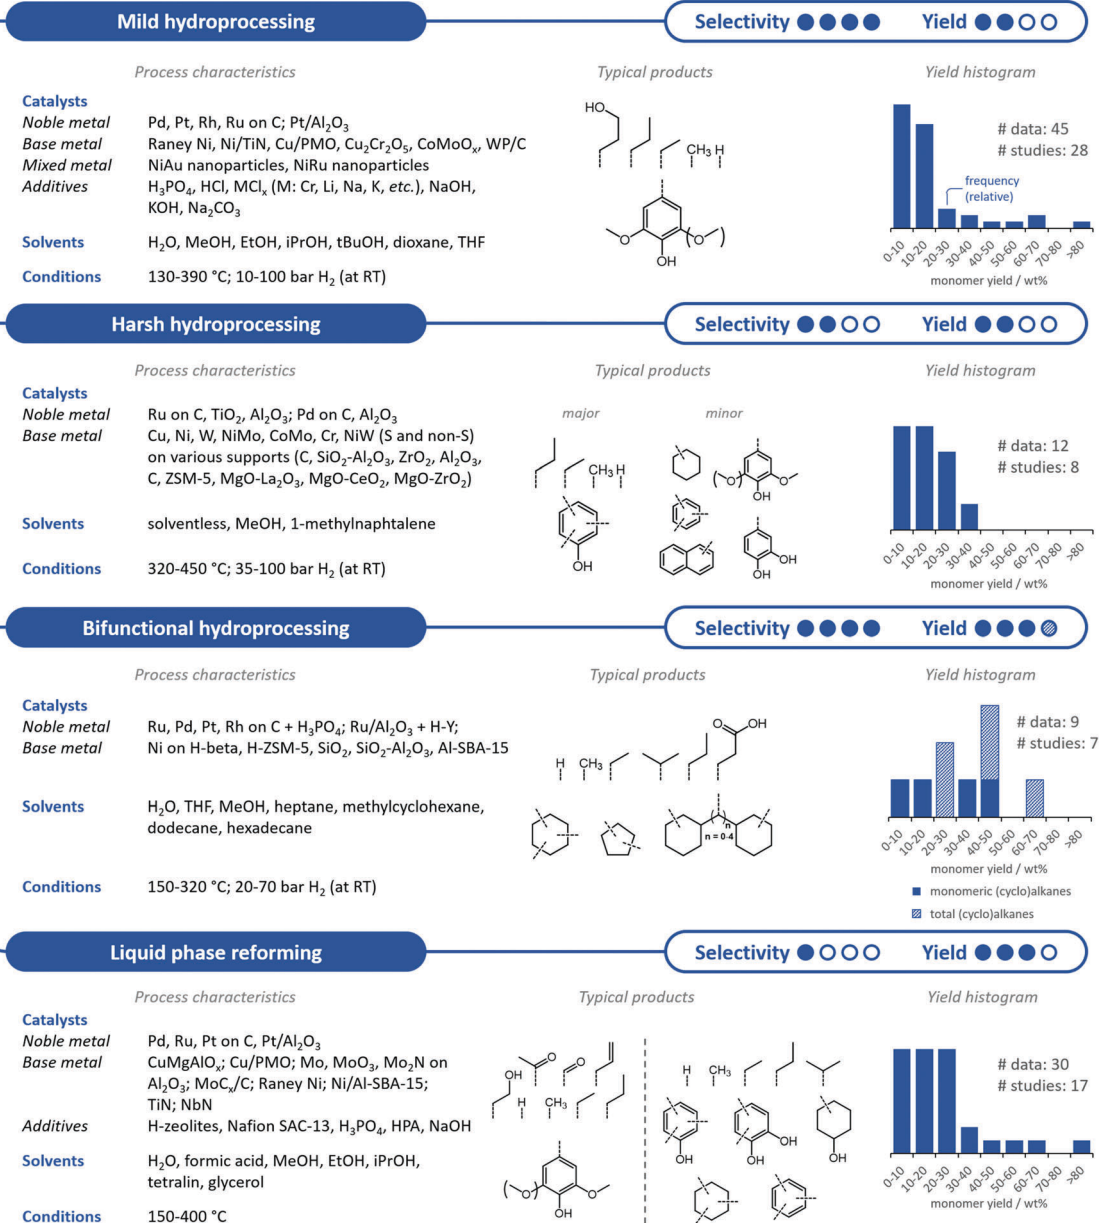 Mild hydroprocessing
Selectivity
Yield
Process characteristics
Typical products
Yield histogram
Catalysts
Noble metal Pd, Pt, Rh, Ru on C; Pt/Al2O3
Base metal Raney Ni, Ni/TiN, Cu/PMO, Cu2Cr2O5, CoMoOx, WP/C
Mixed metal NiAu nanoparticles, NiRu nanoparticles
Additives H3PO4, HCl, MClx (M: Cr, Li, Na, K, etc.), NaOH,
KOH, Na2CO3
Solvents H2O, MeOH, EtOH, iPrOH, tBuOH, dioxane, THF
Conditions 130-390 °C; 10-100 bar H2 (at RT)
HO
CH3 H
O
(O)
OH
# data: 45
# studies: 28
frequency
(relative)
0-10 10-20 20-30 30-40 40-50 50-60 60-70 70-80 >80
monomer yield / wt%
Harsh hydroprocessing
Selectivity
Yield
Process characteristics
Typical products
Yield histogram
Catalysts
Noble metal Ru on C, TiO2, Al2O3; Pd on C, Al2O3
Base metal Cu, Ni, W, NiMo, CoMo, Cr, NiW (S and non-S)
on various supports (C, SiO2-Al2O3, ZrO2, Al2O3,
C, ZSM-5, MgO-La2O3, MgO-CeO2, MgO-ZrO2)
Solvents solventless, MeOH, 1-methylnaphtalene
Conditions 320-450 °C; 35-100 bar H2 (at RT)
major
minor
CH3 H
OH
(O)
O
OH
OH
OH
# data: 12
# studies: 8
0-10 10-20 20-30 30-40 40-50 50-60 60-70 70-80 >80
monomer yield / wt%
Bifunctional hydroprocessing
Selectivity
Yield
Process characteristics
Typical products
Yield histogram
Catalysts
Noble metal Ru, Pd, Pt, Rh on C + H3PO4; Ru/Al2O3 + H-Y;
Base metal Ni on H-beta, H-ZSM-5, SiO2, SiO2-Al2O3, Al-SBA-15
Solvents H2O, THF, MeOH, heptane, methylcyclohexane,
dodecane, hexadecane
Conditions 150-320 °C; 20-70 bar H2 (at RT)
O OH
H CH3
( )n
n = 0-4
# data: 9
# studies: 7
0-10 10-20 20-30 30-40 40-50 50-60 60-70 70-80 >80
monomer yield / wt%
monomeric (cyclo)alkanes
total (cyclo)alkanes
Liquid phase reforming
Selectivity
Yield
Process characteristics
Typical products
Yield histogram
Catalysts
Noble metal Pd, Ru, Pt on C, Pt/Al2O3
Base metal CuMgAlOx; Cu/PMO; Mo, MoO3, Mo2N on
Al2O3; MoCx/C; Raney Ni; Ni/Al-SBA-15;
TiN; NbN
Additives H-zeolites, Nafion SAC-13, H3PO4, HPA, NaOH
Solvents H2O, formic acid, MeOH, EtOH, iPrOH,
tetralin, glycerol
Conditions 150-400 °C
O O
OH
H CH3
(O)
O
OH
H CH3
OH
OH
OH
OH
# data: 30
# studies: 17
0-10 10-20 20-30 30-40 40-50 50-60 60-70 70-80 >80
monomer yield / wt%